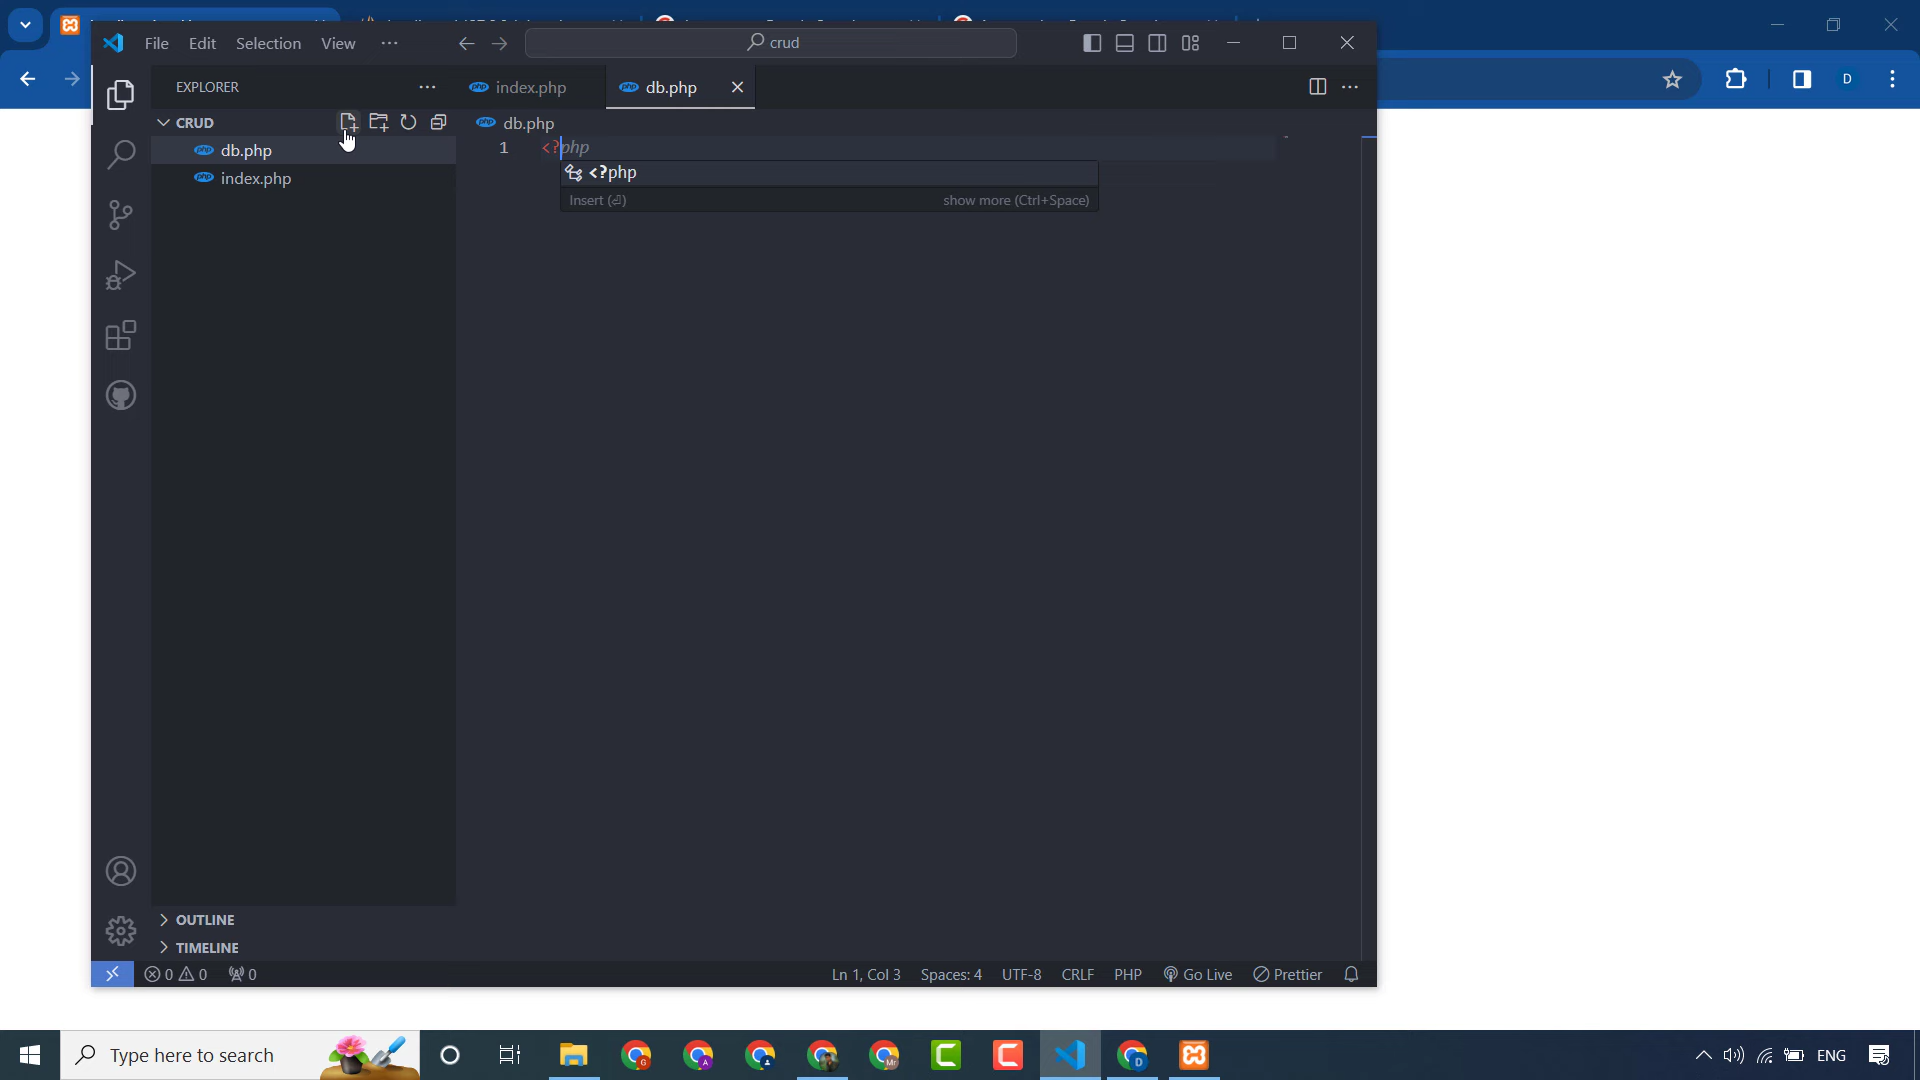 File Edit Selection View
crud
D
EXPLORER
index.php
db.php
CRUD
db.php
1
<?php
db.php
<?php
Insert
show more (Ctrl+Space)
index.php
OUTLINE
TIMELINE
0 0 0
Ln 1, Col 3
Spaces: 4
UTF-8
CRLF
PHP
Go Live
Prettier
Type here to search
G
A
Mr
C
C
D
ENG